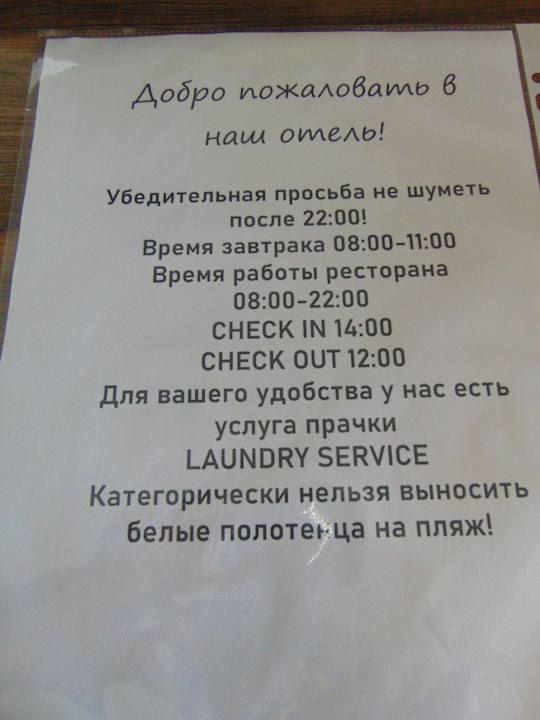 Добро пожаловать в
наш отель!
Убедительная просьба не шуметь
после 22:00!
Время завтрака 08:00-11:00
Время работы ресторана
08:00-22:00
CHECK IN 14:00
CHECK OUT 12:00
Для вашего удобства у нас есть
услуга прачки
LAUNDRY SERVICE
Категорически нельзя выносить
белые полотенца на пляж!